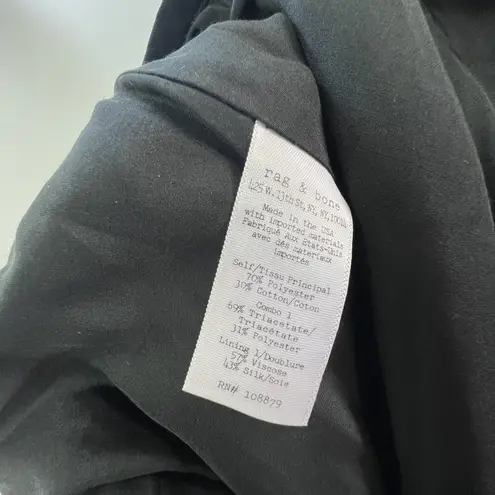 rag & bone
425 W. 13th St, FL, NY, NY, 10014
Made in the USA
with imported materials
Fabriqué Aux États-Unis
avec dés materiaux
importés
Self/Tissu Principal
70% Polyester
30% Cotton/Coton
Combo 1
69% Triacetate/
Triacétate
31% Polyester
Lining 1/Doublure
57% Viscose
43% Silk/Soie
RN# 108879